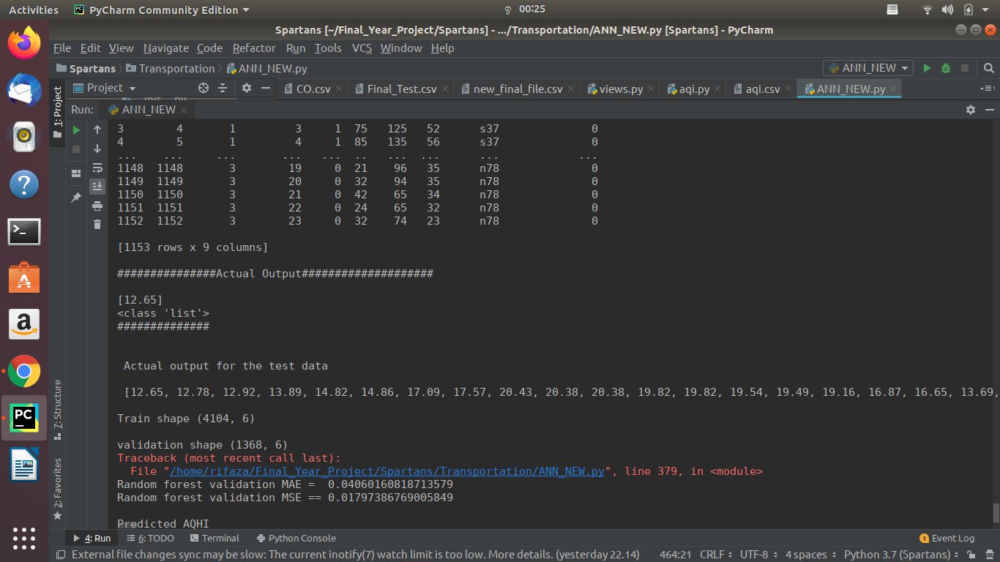 Activities PyCharm Community Edition 00:25
Spartans [~/Final_Year_Project/Spartans] - .../Transportation/ANN_NEW.py [Spartans] - PyCharm
File Edit View Navigate Code Refactor Run Tools VCS Window Help
Spartans Transportation ANN_NEW.py ANN_NEW
Project CO.csv Final_Test.csv new_final_file.csv views.py aqi.py aqi.csv ANN_NEW.py
Run: ANN_NEW
1: Project
7: Structure
2: Favorites
3 4 1 3 1 75 125 52 s37 0
4 5 1 4 1 85 135 56 s37 0
... ... ... ... ... .. ... ... ... ...
1148 1148 3 19 0 21 96 35 n78 0
1149 1149 3 20 0 32 94 35 n78 0
1150 1150 3 21 0 42 65 34 n78 0
1151 1151 3 22 0 24 65 32 n78 0
1152 1152 3 23 0 32 74 23 n78 0
[1153 rows x 9 columns]
###############Actual Output####################
[12.65]
<class 'list'>
##############
Actual output for the test data
[12.65, 12.78, 12.92, 13.89, 14.82, 14.86, 17.09, 17.57, 20.43, 20.38, 20.38, 19.82, 19.82, 19.54, 19.49, 19.16, 16.87, 16.65, 13.69,
Train shape (4104, 6)
validation shape (1368, 6)
Traceback (most recent call last):
File "/home/rifaza/Final_Year_Project/Spartans/Transportation/ANN_NEW.py", line 379, in <module>
Random forest validation MAE = 0.04060160818713579
Random forest validation MSE == 0.01797386769005849
Predicted AQHI
4: Run 6: TODO Terminal Python Console 1 Event Log
External file changes sync may be slow: The current inotify(7) watch limit is too low. More details. (yesterday 22.14) 464:21 CRLF UTF-8 4 spaces Python 3.7 (Spartans)